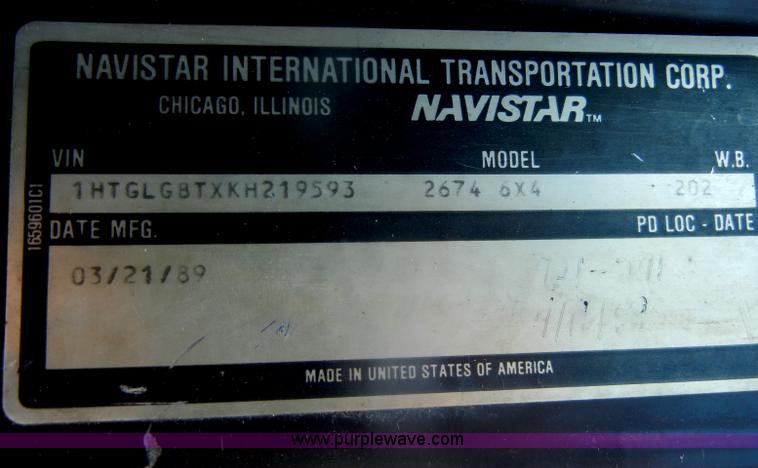 NAVISTAR INTERNATIONAL TRANSPORTATION CORP.
CHICAGO, ILLINOIS NAVISTAR™
VIN MODEL W.B.
1HTGLG8TXKH219593 2674 6X4 202
DATE MFG. PD LOC - DATE
03/21/89
MADE IN UNITED STATES OF AMERICA
1659601C1
www.purplewave.com